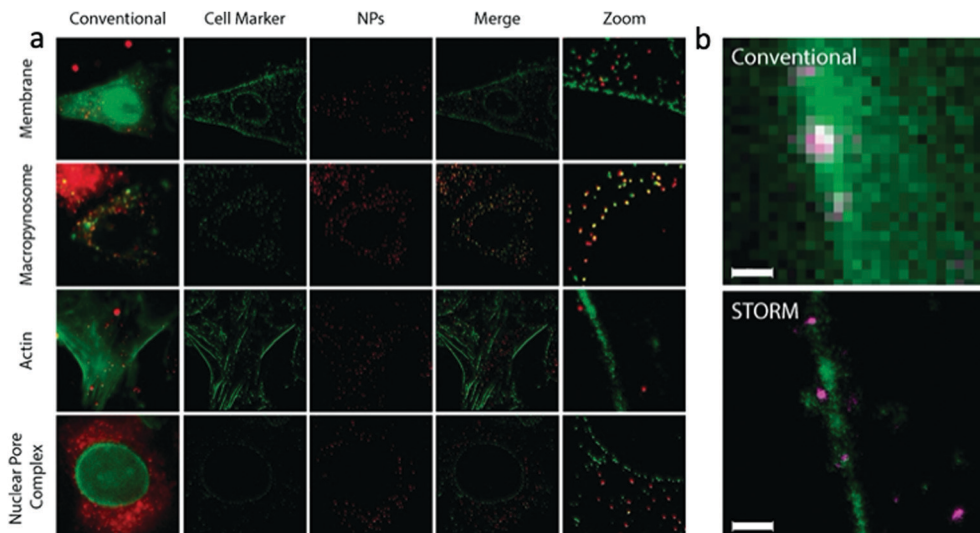 a
Conventional
Cell Marker
NPs
Merge
Zoom
Membrane
Macropynosome
Actin
Nuclear Pore
Complex
b
Conventional
STORM